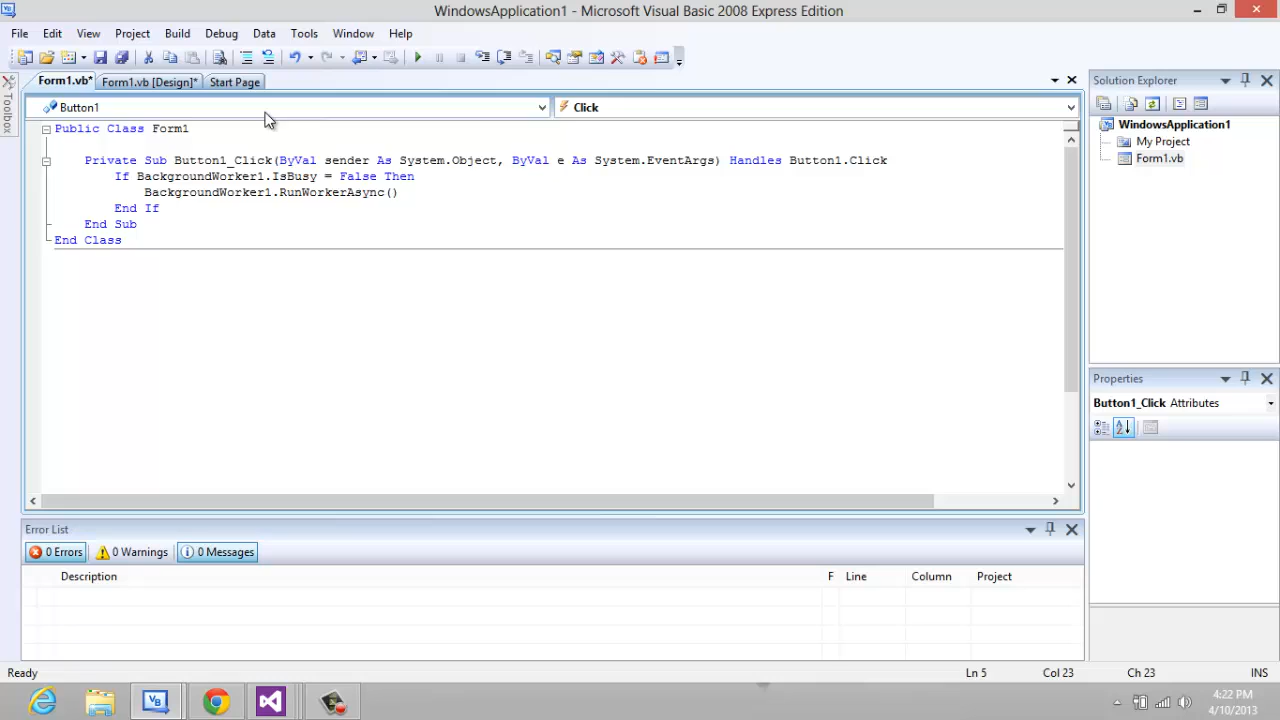 WindowsApplication1 - Microsoft Visual Basic 2008 Express Edition
File Edit View Project Build Debug Data Tools Window Help
Form1.vb* Form1.vb [Design]* Start Page
Toolbox
Button1
Click
Public Class Form1
Private Sub Button1_Click(ByVal sender As System.Object, ByVal e As System.EventArgs) Handles Button1.Click
If BackgroundWorker1.IsBusy = False Then
BackgroundWorker1.RunWorkerAsync()
End If
End Sub
End Class
Solution Explorer
WindowsApplication1
My Project
Form1.vb
Properties
Button1_Click Attributes
Error List
0 Errors 0 Warnings 0 Messages
Description F Line Column Project
Ready Ln 5 Col 23 Ch 23 INS
VB
4:22 PM
4/10/2013